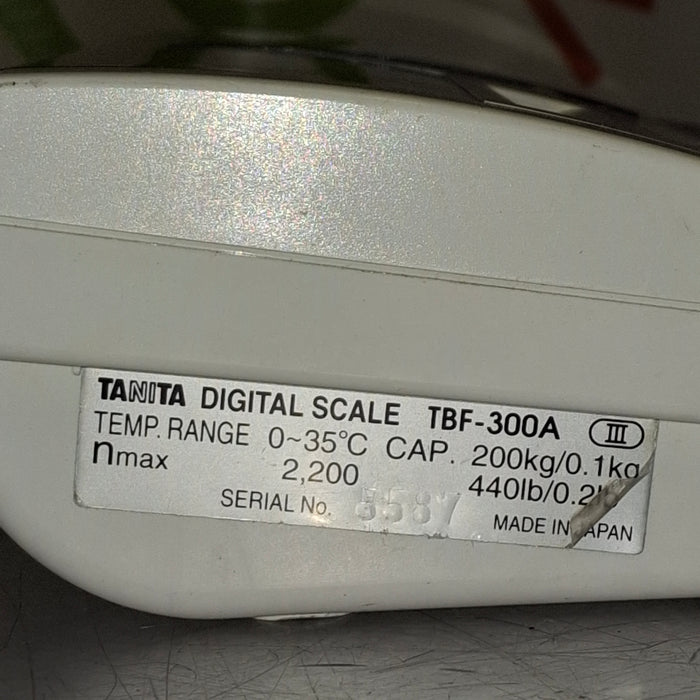 TANITA DIGITAL SCALE TBF-300A III
TEMP. RANGE 0~35°C CAP. 200kg/0.1kg
nmax 2,200 440lb/0.2lb
SERIAL No. 5587 MADE IN JAPAN